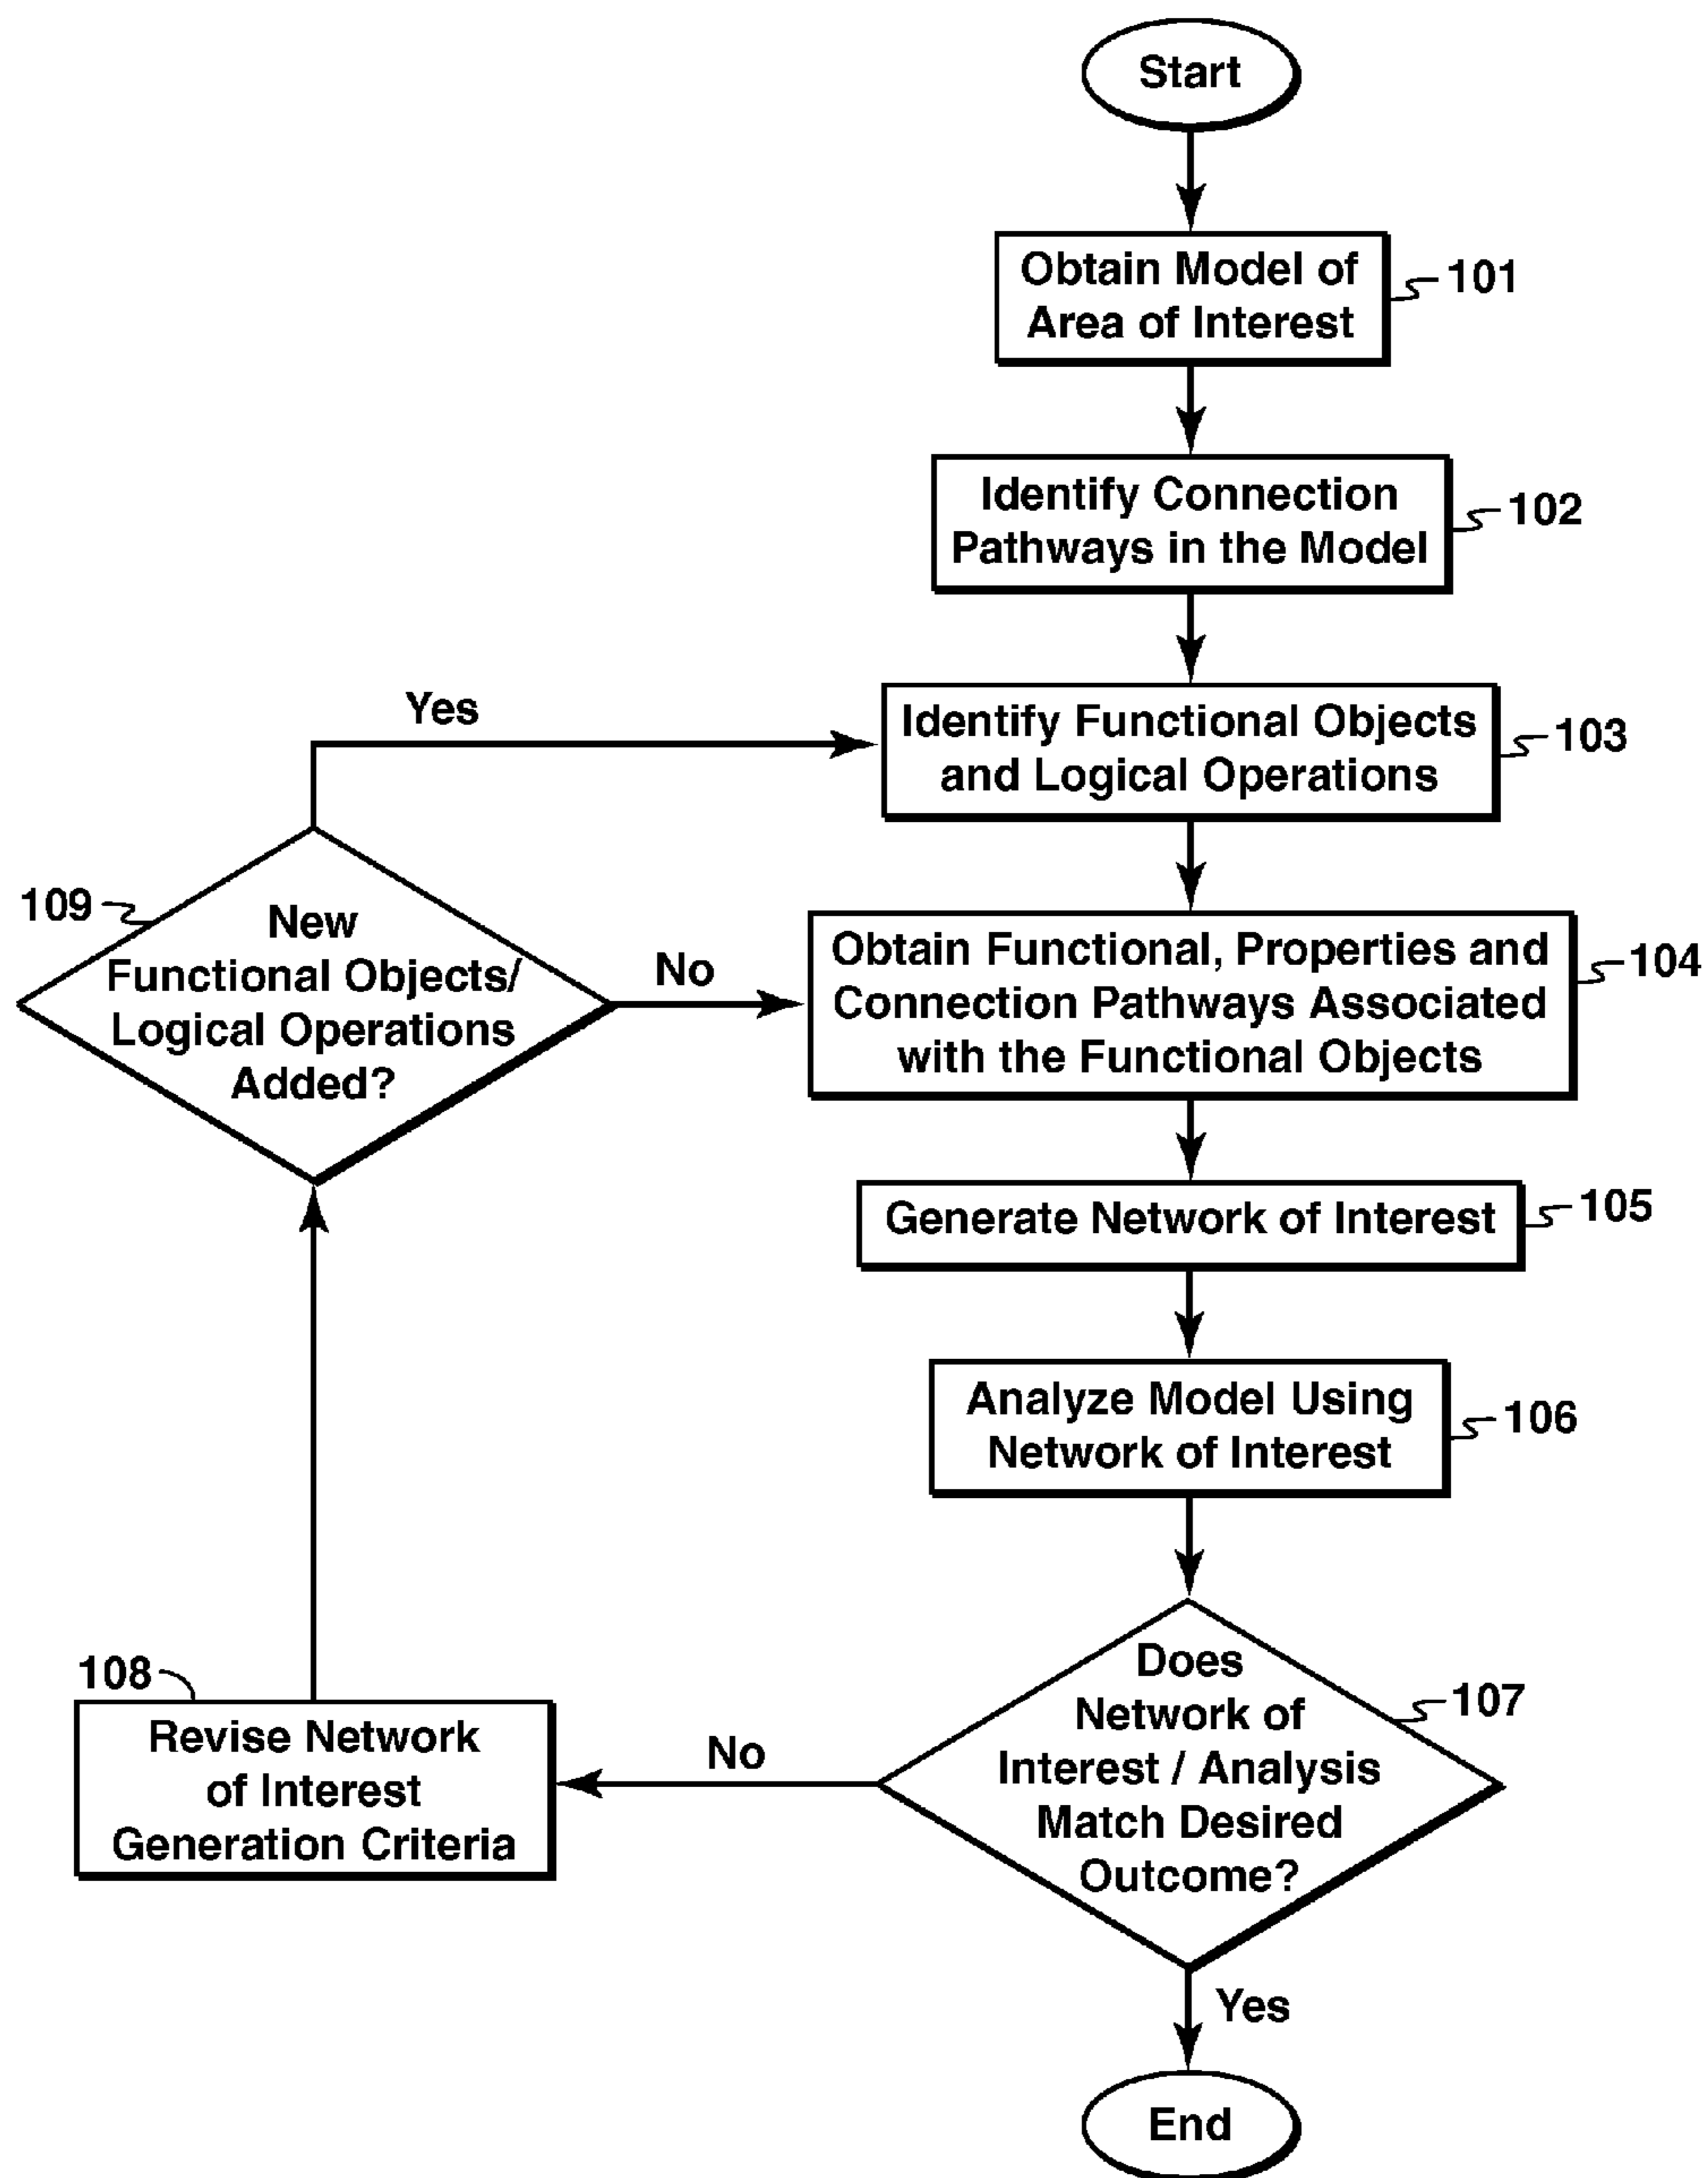 Start
Obtain Model of
Area of Interest
101
Identify Connection
Pathways in the Model
102
Yes
Identify Functional Objects
and Logical Operations
103
109
New
Functional Objects/
Logical Operations
Added?
No
Obtain Functional, Properties and
Connection Pathways Associated
with the Functional Objects
104
Generate Network of Interest
105
Analyze Model Using
Network of Interest
106
Does
Network of
Interest / Analysis
Match Desired
Outcome?
107
No
108
Revise Network
of Interest
Generation Criteria
Yes
End